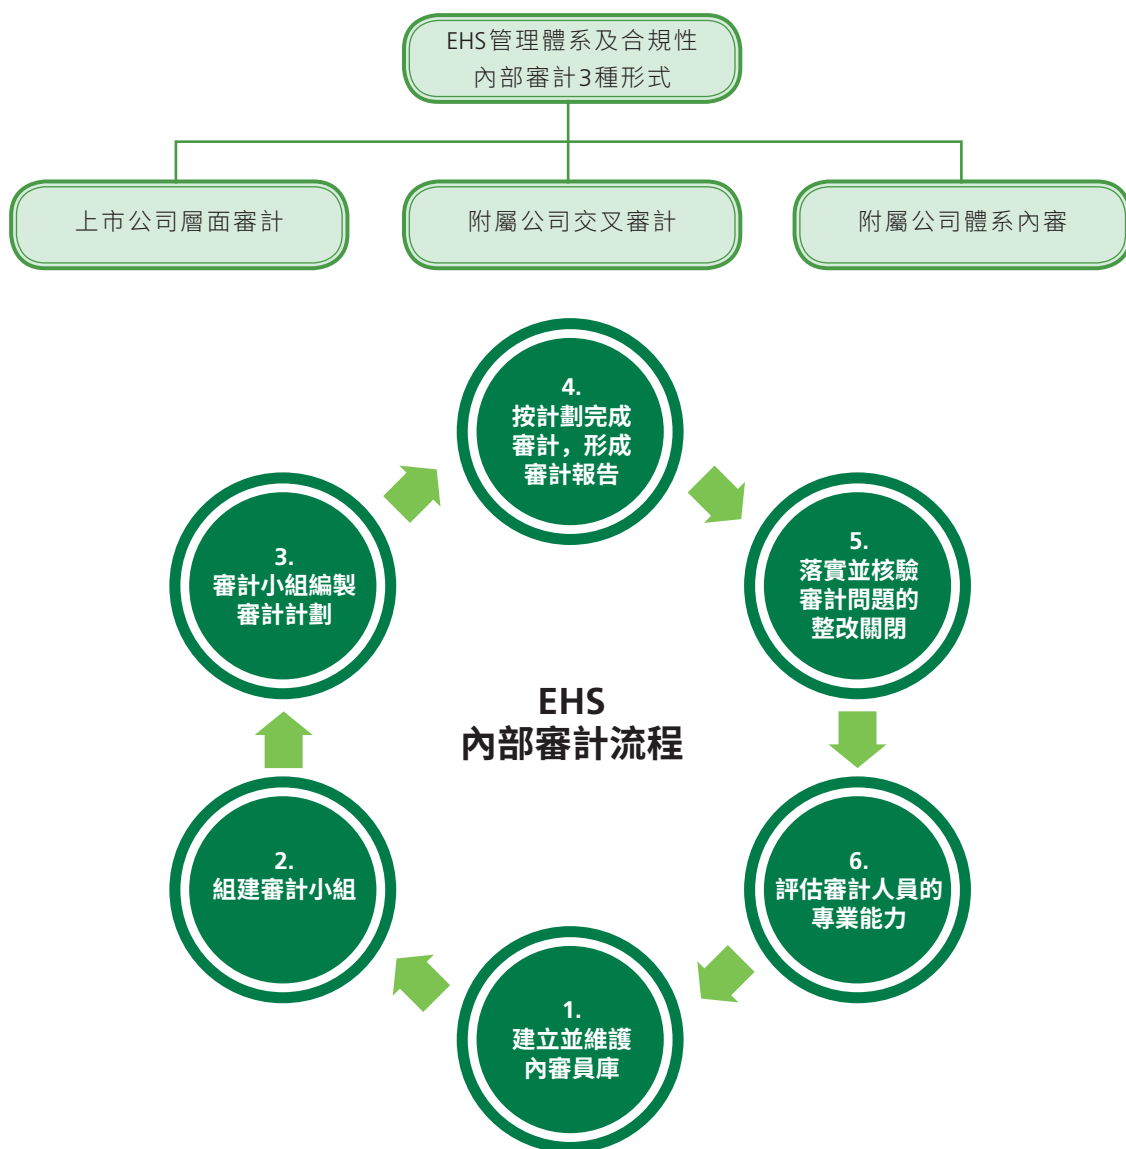 EHS管理體系及合規性
內部審計3種形式
上市公司層面審計
附屬公司交叉審計
附屬公司體系內審
4.
按計劃完成
審計，形成
審計報告
3.
審計小組編製
審計計劃
5.
落實並核驗
審計問題的
整改關閉
EHS
內部審計流程
2.
組建審計小組
6.
評估審計人員的
專業能力
1.
建立並維護
內審員庫